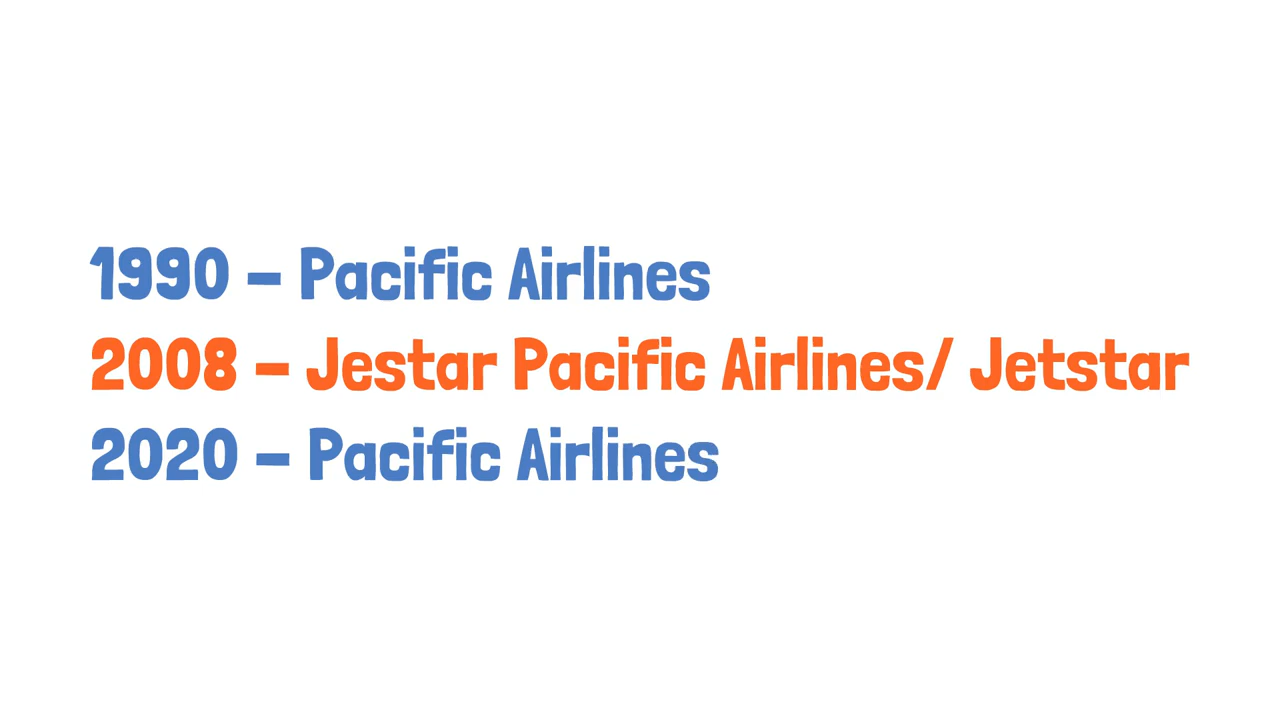 1990 – Pacific Airlines
2008 – Jestar Pacific Airlines/ Jetstar
2020 – Pacific Airlines